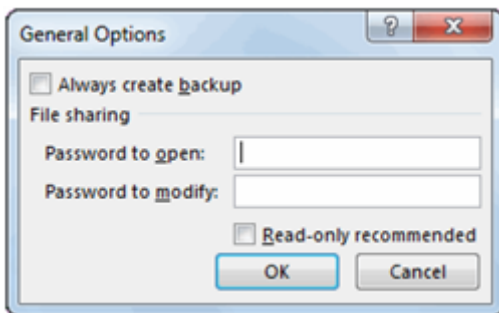 General Options
?
Always create backup
File sharing
Password to open:
Password to modify:
Read-only recommended
OK Cancel